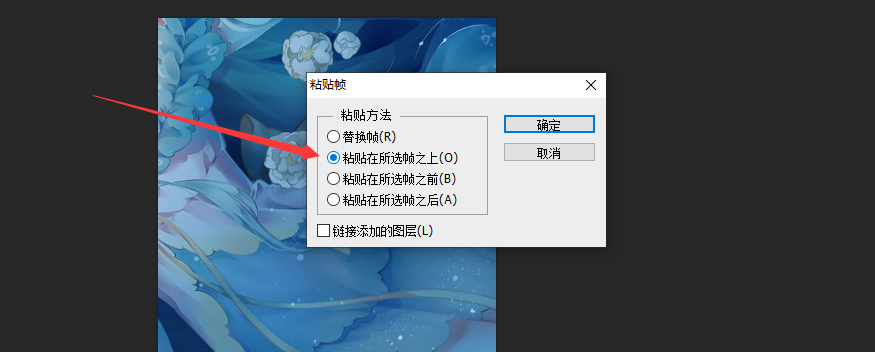 粘贴帧
粘贴方法
替换帧(R)
粘贴在所选帧之上(O)
粘贴在所选帧之前(B)
粘贴在所选帧之后(A)
链接添加的图层(L)
确定
取消